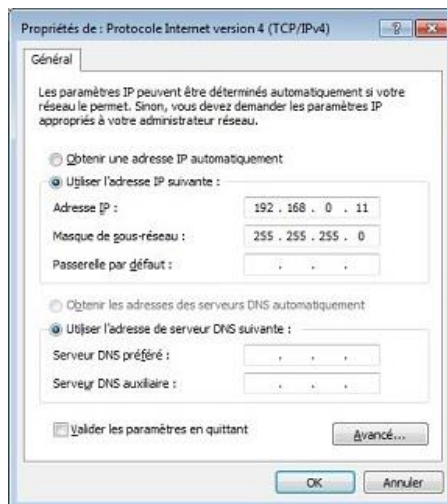 Propriétés de : Protocole Internet version 4 (TCP/IPv4)
Général
Les paramètres IP peuvent être déterminés automatiquement si votre
réseau le permet. Sinon, vous devez demander les paramètres IP
appropriés à votre administrateur réseau.
Obtenir une adresse IP automatiquement
Utiliser l'adresse IP suivante :
Adresse IP : 192 . 168 . 0 . 11
Masque de sous-réseau : 255 . 255 . 255 . 0
Passerelle par défaut : . . .
Obtenir les adresses des serveurs DNS automatiquement
Utiliser l'adresse de serveur DNS suivante :
Serveur DNS préféré : . . .
Serveur DNS auxiliaire : . . .
Valider les paramètres en quittant
Avancé...
OK Annuler